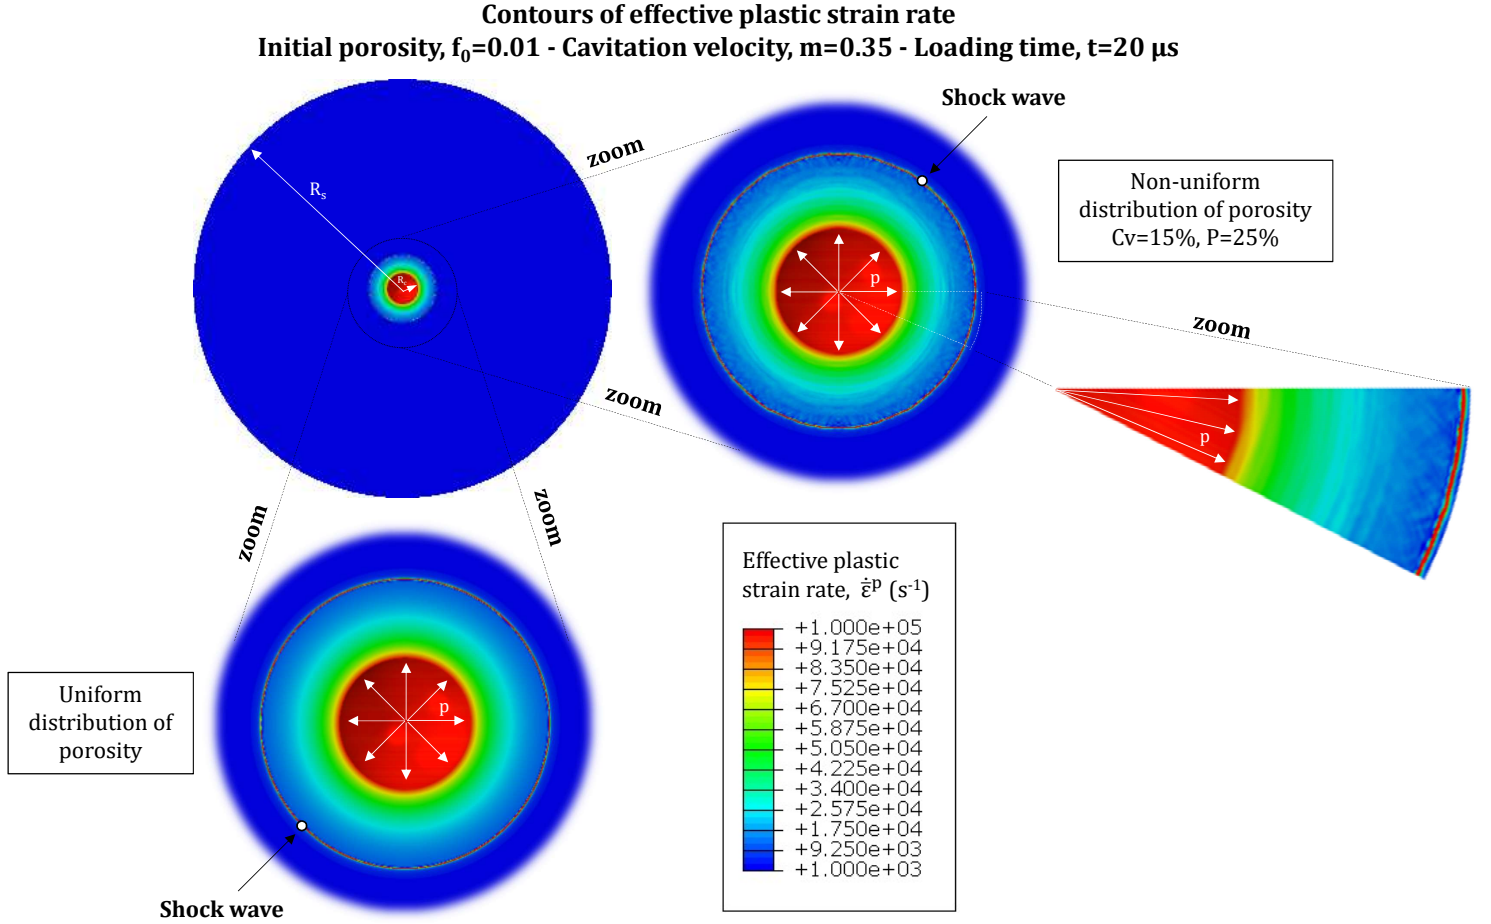 Contours of effective plastic strain rate
Initial porosity, f₀=0.01 - Cavitation velocity, m=0.35 - Loading time, t=20 μs
Shock wave
zoom
Rₛ
R꜀
Non-uniform
distribution of porosity
Cv=15%, P=25%
p
zoom
zoom
p
zoom
zoom
Effective plastic
strain rate, ε̇̄ᵖ (s⁻¹)
+1.000e+05
+9.175e+04
+8.350e+04
+7.525e+04
+6.700e+04
+5.875e+04
+5.050e+04
+4.225e+04
+3.400e+04
+2.575e+04
+1.750e+04
+9.250e+03
+1.000e+03
Uniform
distribution of
porosity
p
Shock wave